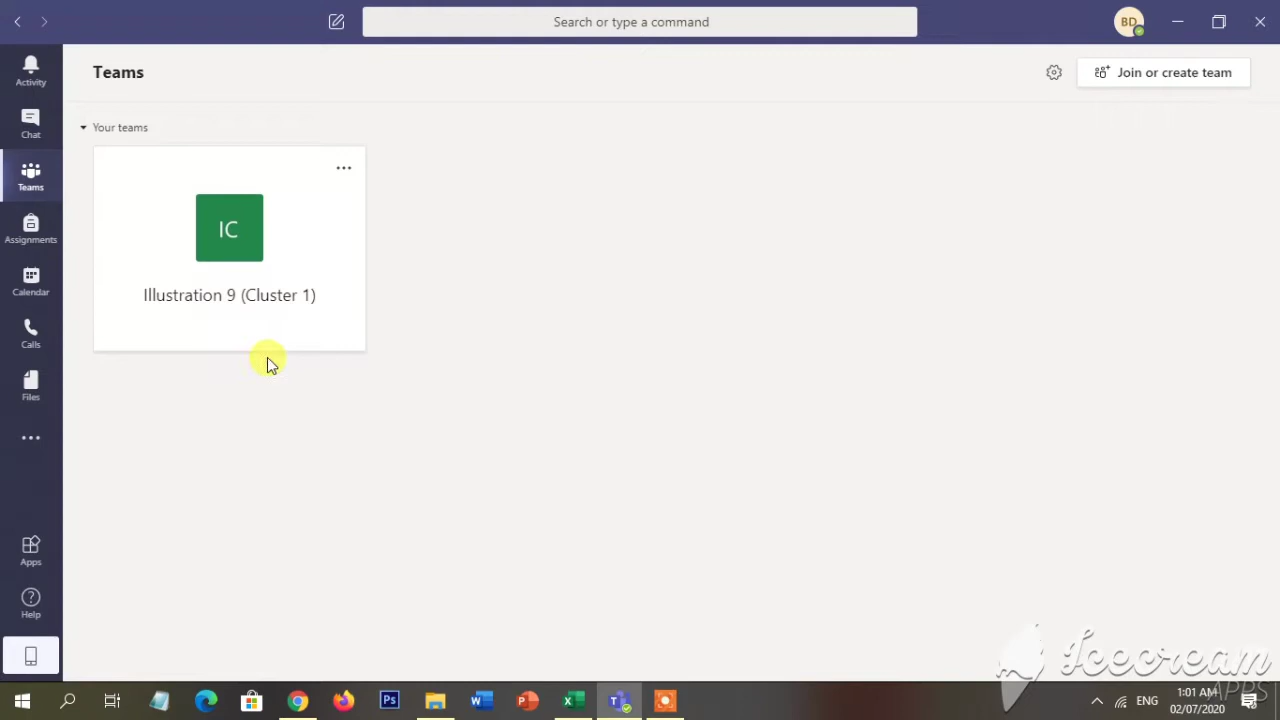 Search or type a command
BD
Activity
Teams
Join or create team
Chat
Your teams
Teams
IC
Assignments
Illustration 9 (Cluster 1)
Calendar
Calls
Files
Apps
Help
Icecream
APPS
Ps
ENG
1:01 AM
02/07/2020